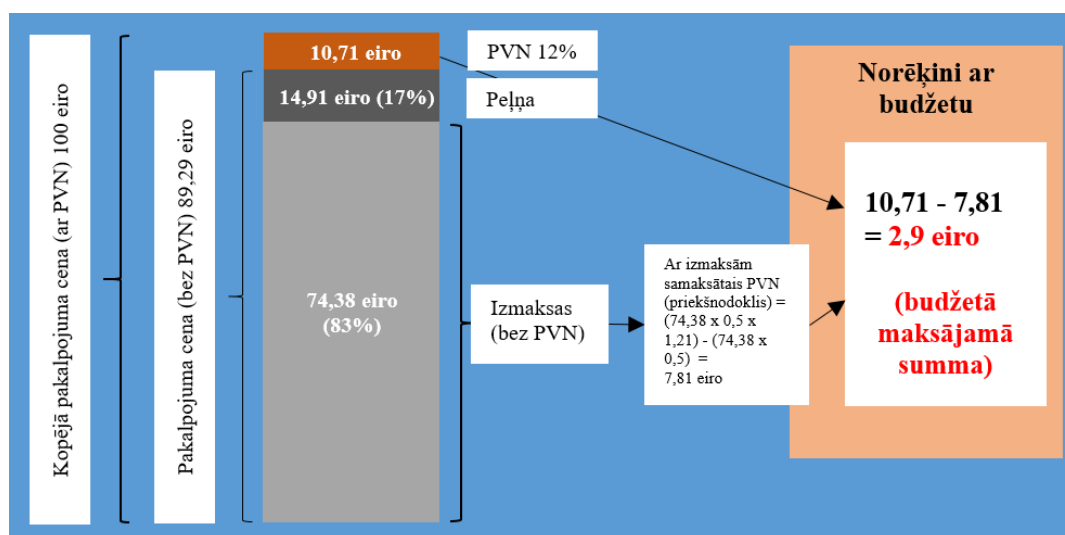 Kopējā pakalpojuma cena (ar PVN) 100 eiro
Pakalpojuma cena (bez PVN) 89,29 eiro
10,71 eiro
14,91 eiro (17%)
74,38 eiro
(83%)
PVN 12%
Peļņa
Izmaksas
(bez PVN)
Ar izmaksām
samaksātais PVN
(priekšnodoklis) =
(74,38 x 0,5 x
1,21) - (74,38 x
0,5) =
7,81 eiro
Norēķini ar
budžetu
10,71 - 7,81
= 2,9 eiro
(budžetā
maksājamā
summa)